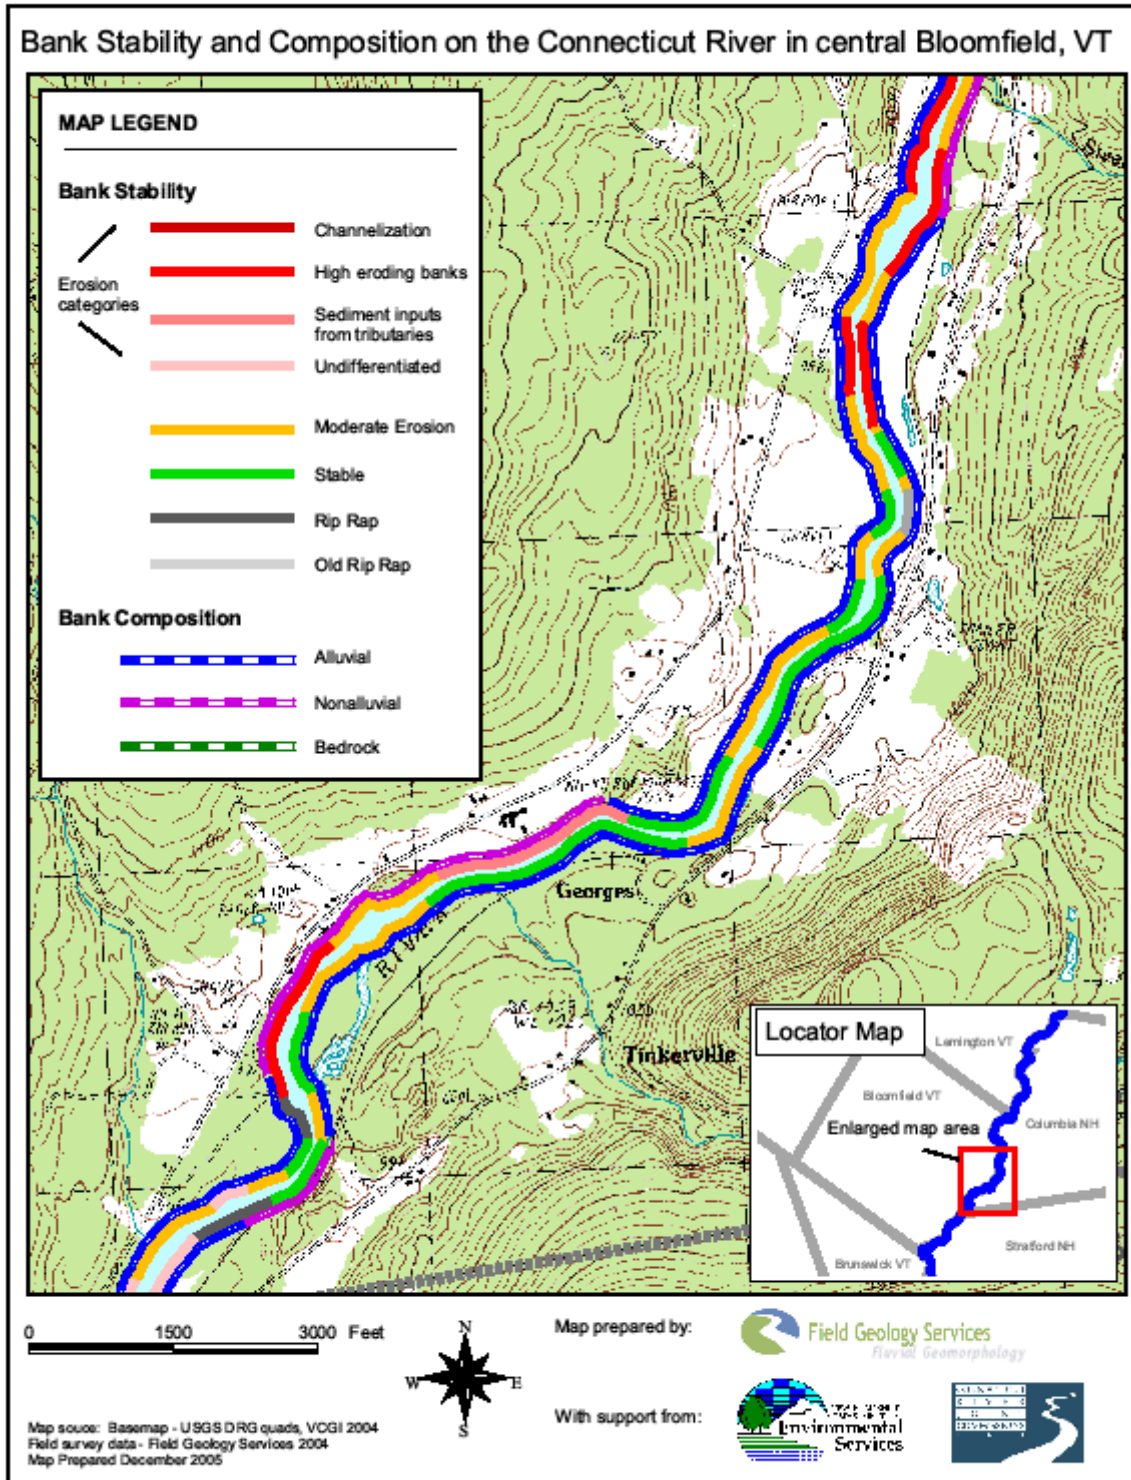 Bank Stability and Composition on the Connecticut River in central Bloomfield, VT
MAP LEGEND
Bank Stability
Erosion
categories
Channelization
High eroding banks
Sediment inputs
from tributaries
Undifferentiated
Moderate Erosion
Stable
Rip Rap
Old Rip Rap
Bank Composition
Alluvial
Nonalluvial
Bedrock
Georges
RIVER
Tinkerville
Locator Map
Lemington VT
Bloomfield VT
Columbia NH
Enlarged map area
Stratford NH
Brunswick VT
0 1500 3000 Feet
N
W E
S
Map prepared by:
Field Geology Services
Fluvial Geomorphology
With support from:
Environmental
Services
Map souce: Basemap - USGS DRG quads, VCGI 2004
Field survey data - Field Geology Services 2004
Map Prepared December 2005